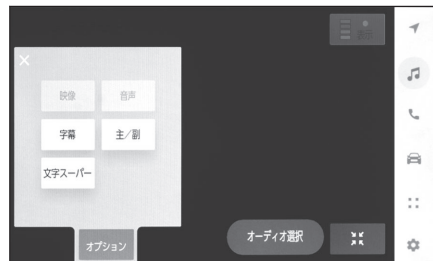 映像 音声
字幕 主／副
文字スーパー
オプション
オーディオ選択